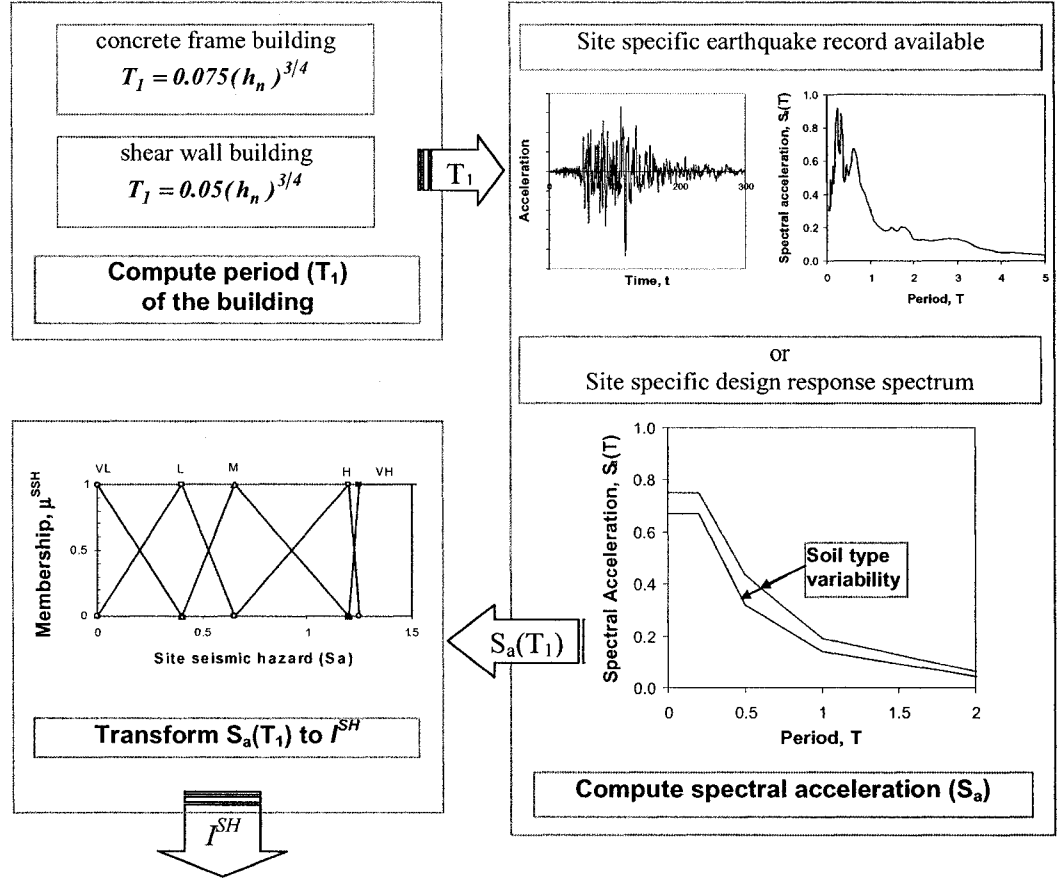 concrete frame building
T₁ = 0.075(hₙ)^3/4
shear wall building
T₁ = 0.05(hₙ)^3/4
Compute period (T₁)
of the building
T₁
Site specific earthquake record available
Acceleration
0
100
200
300
Time, t
Spectral acceleration, Sₐ(T)
1.0
0.8
0.6
0.4
0.2
0.0
0 1 2 3 4 5
Period, T
or
Site specific design response spectrum
Spectral Acceleration, Sₐ(T)
1.0
0.8
0.6
0.4
0.2
0.0
0 0.5 1 1.5 2
Period, T
Soil type
variability
Compute spectral acceleration (Sₐ)
Sₐ(T₁)
VL L M H VH
Membership, μ^SSH
1
0.5
0
0 0.5 1 1.5
Site seismic hazard (Sa)
Transform Sₐ(T₁) to I^SH
I^SH